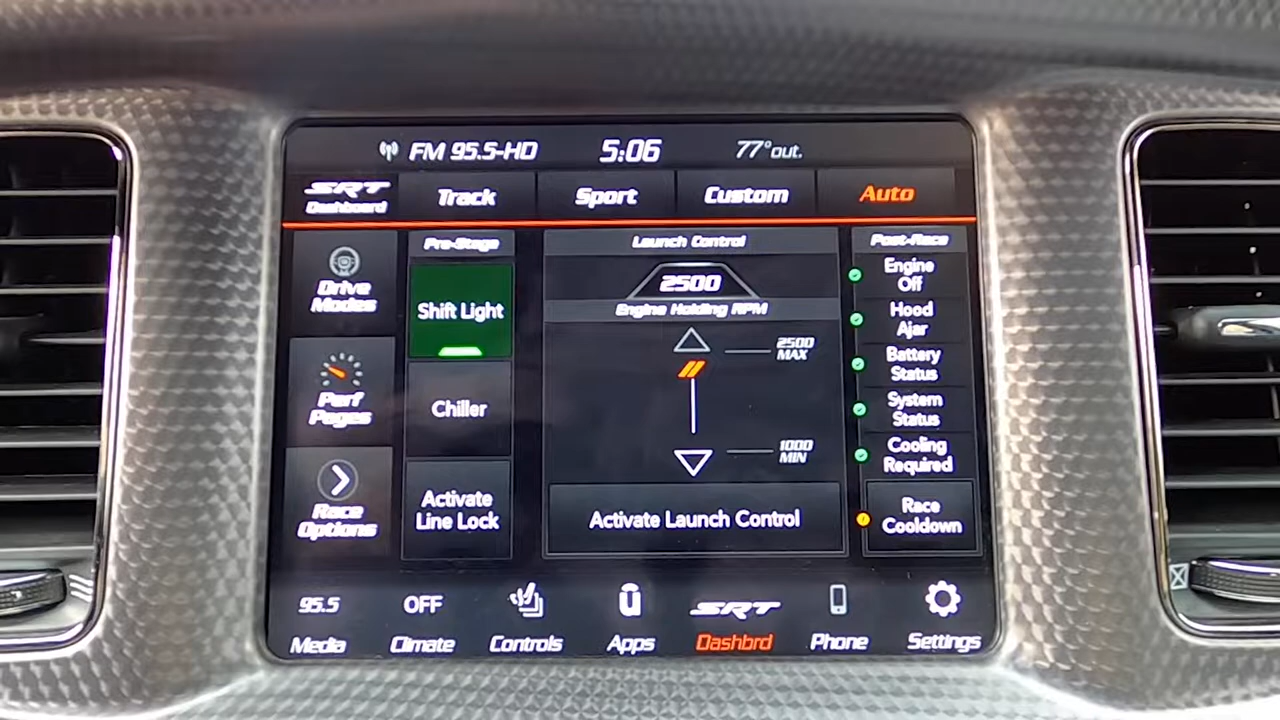 FM 95.5-HD 5:06 77°out.
SRT
Dashboard
Track Sport Custom Auto
Drive
Modes
Perf
Pages
Race
Options
Pre-Stage
Shift Light
Chiller
Activate
Line Lock
Launch Control
2500
Engine Holding RPM
2500
MAX
1000
MIN
Activate Launch Control
Post-Race
Engine
Off
Hood
Ajar
Battery
Status
System
Status
Cooling
Required
Race
Cooldown
95.5 OFF SRT
Media Climate Controls Apps Dashbrd Phone Settings